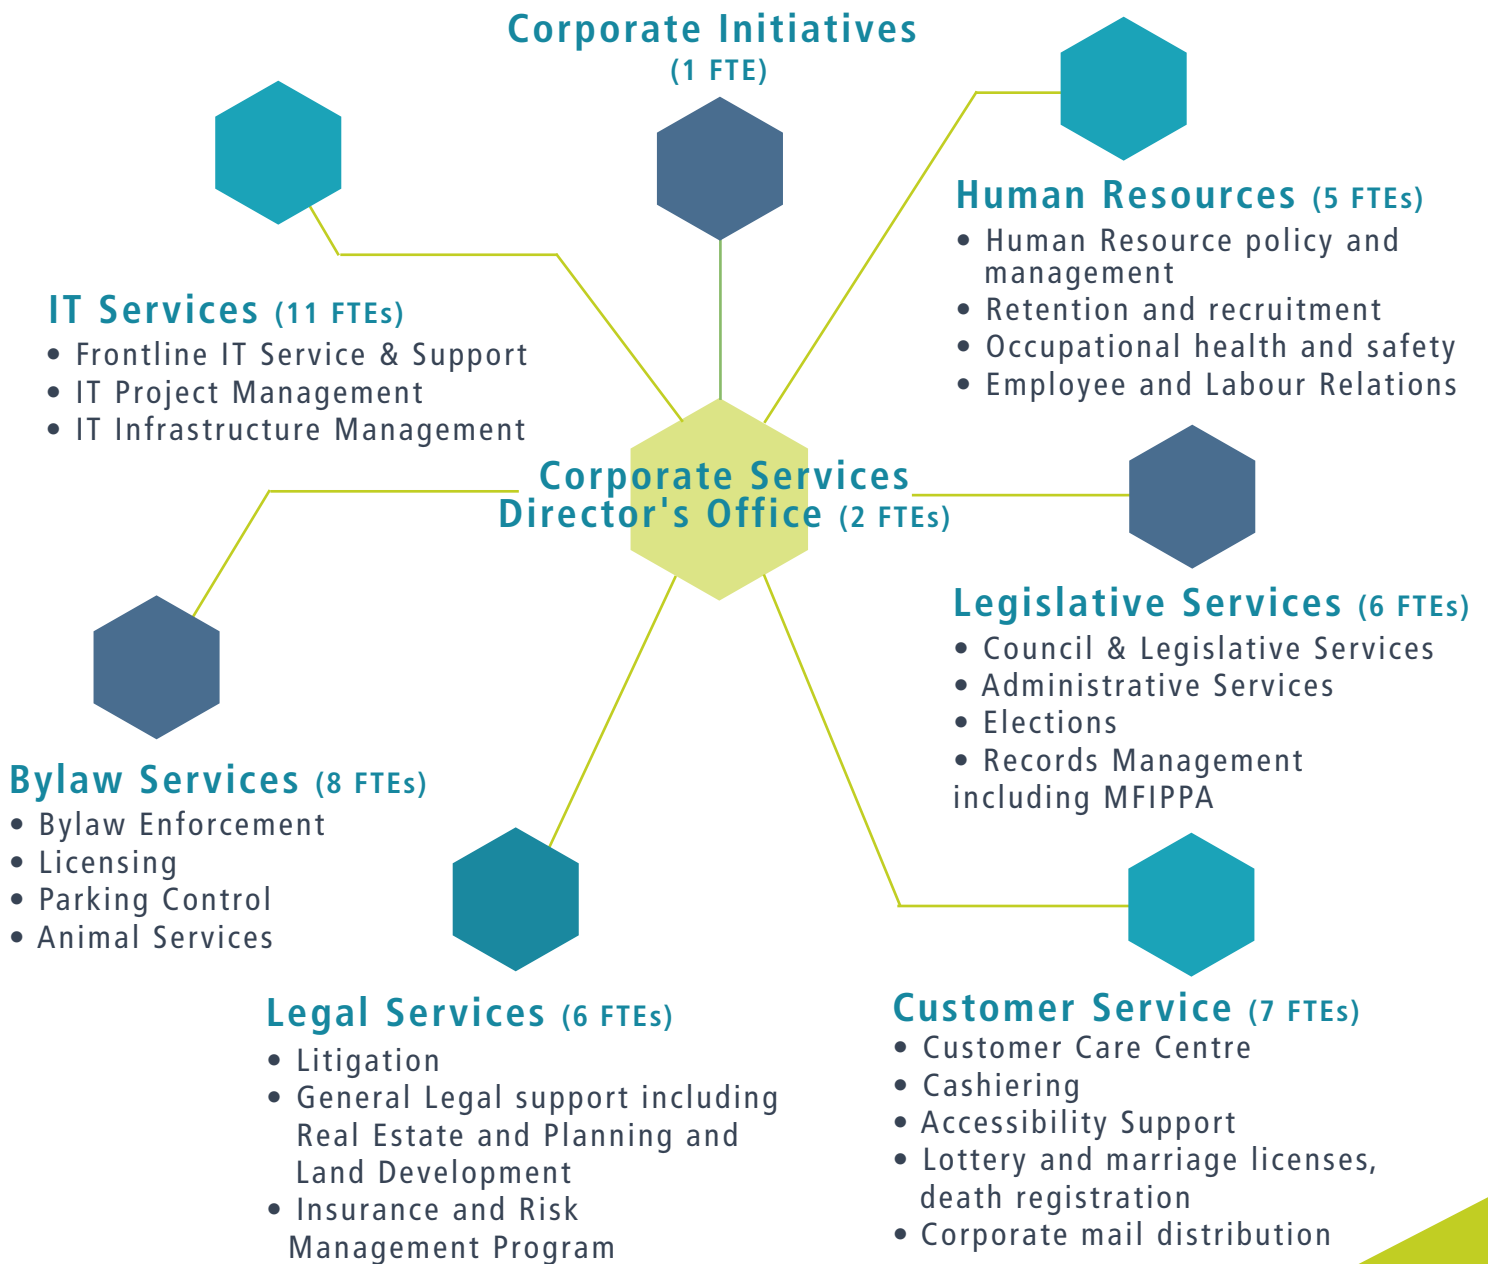 Corporate Initiatives
(1 FTE)
Human Resources (5 FTEs)
• Human Resource policy and
management
• Retention and recruitment
• Occupational health and safety
• Employee and Labour Relations
IT Services (11 FTEs)
• Frontline IT Service & Support
• IT Project Management
• IT Infrastructure Management
Corporate Services
Director's Office (2 FTEs)
Legislative Services (6 FTEs)
• Council & Legislative Services
• Administrative Services
• Elections
• Records Management
including MFIPPA
Bylaw Services (8 FTEs)
• Bylaw Enforcement
• Licensing
• Parking Control
• Animal Services
Legal Services (6 FTEs)
• Litigation
• General Legal support including
Real Estate and Planning and
Land Development
• Insurance and Risk
Management Program
Customer Service (7 FTEs)
• Customer Care Centre
• Cashiering
• Accessibility Support
• Lottery and marriage licenses,
death registration
• Corporate mail distribution